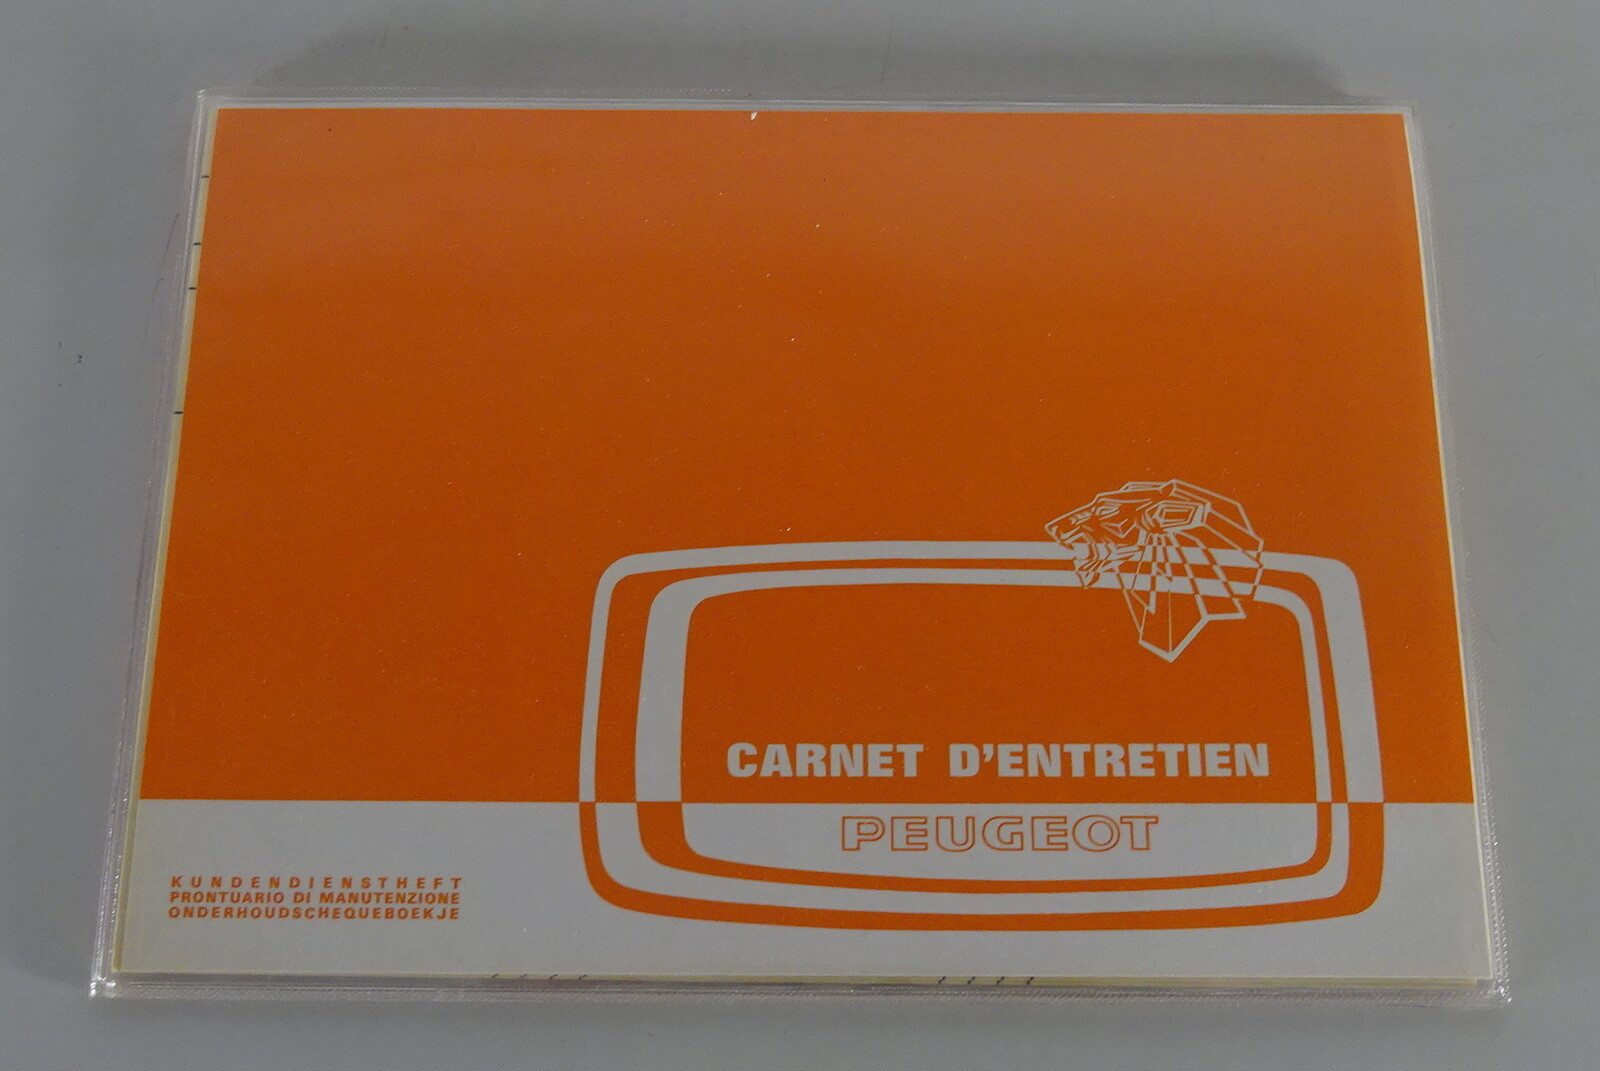 CARNET D'ENTRETIEN
PEUGEOT
KUNDENDIENSTHEFT
PRONTUARIO DI MANUTENZIONE
ONDERHOUDSCHEQUEBOEKJE